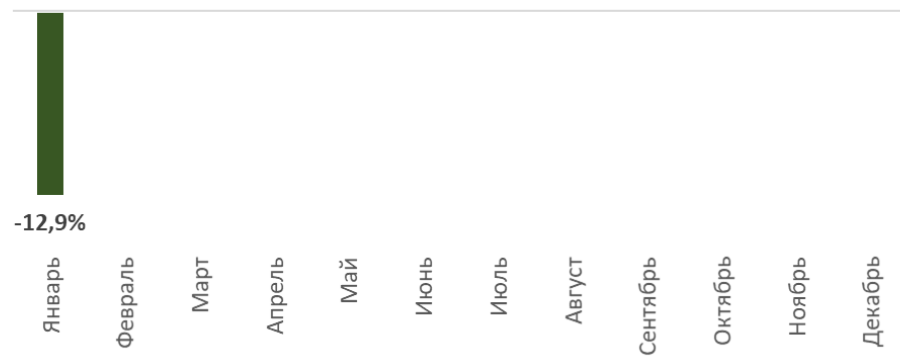 -12,9%
Январь
Февраль
Март
Апрель
Май
Июнь
Июль
Август
Сентябрь
Октябрь
Ноябрь
Декабрь